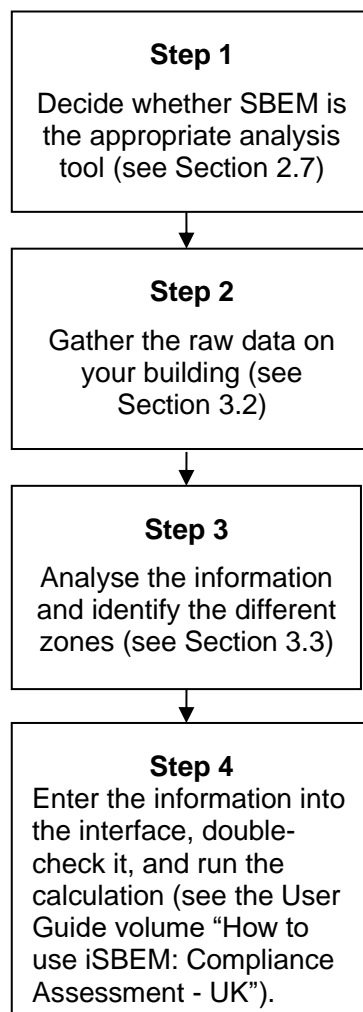 Step 1
Decide whether SBEM is
the appropriate analysis
tool (see Section 2.7)
Step 2
Gather the raw data on
your building (see
Section 3.2)
Step 3
Analyse the information
and identify the different
zones (see Section 3.3)
Step 4
Enter the information into
the interface, double-
check it, and run the
calculation (see the User
Guide volume “How to
use iSBEM: Compliance
Assessment - UK”).